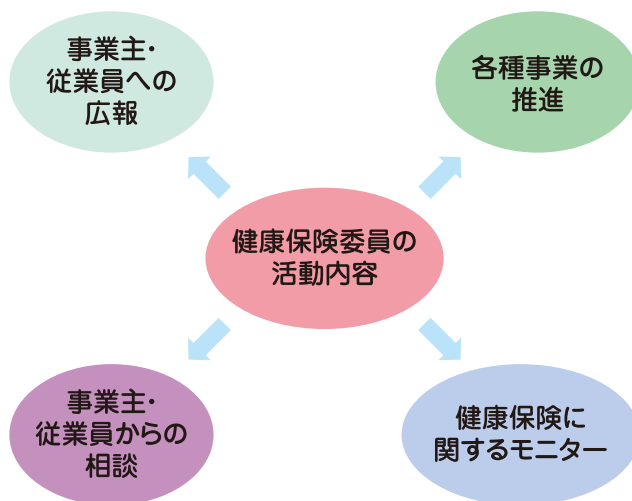 事業主・
従業員への
広報
各種事業の
推進
健康保険委員の
活動内容
事業主・
従業員からの
相談
健康保険に
関するモニター